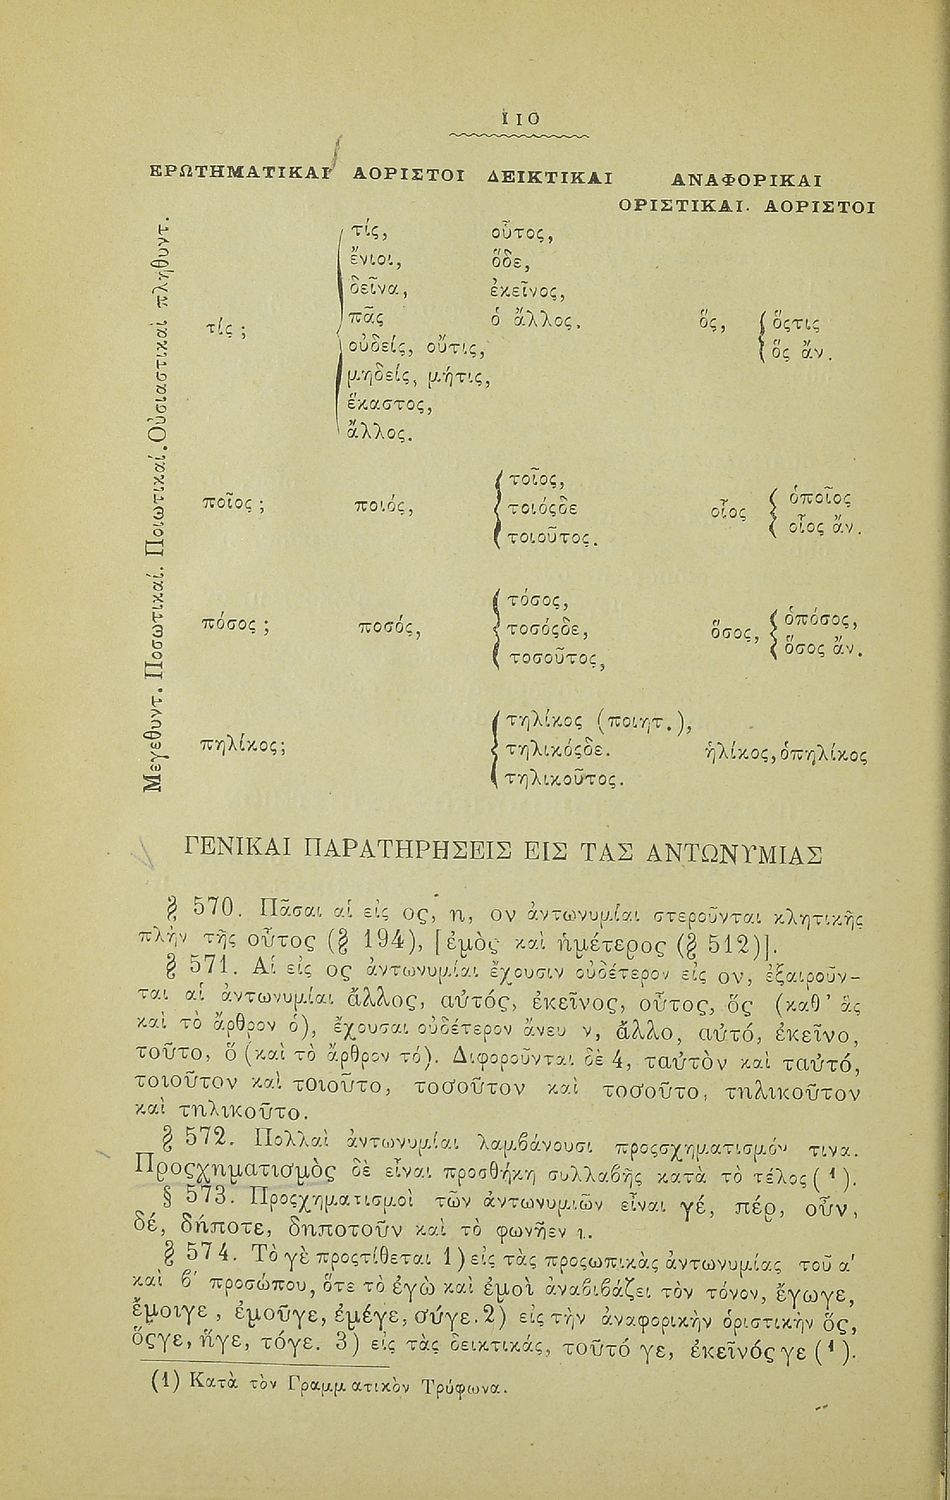 110
ΕΡΩΤΗΜΑΤΙΚΑΙ ΑΟΡΙΣΤΟΙ ΔΕΙΚΤΙΚΑΙ ΑΝΑΦΟΡΙΚΑΙ
ΟΡΙΣΤΙΚΑΙ. ΑΟΡΙΣΤΟΙ
Μεγεθυντ. Ποσωτικαί. Ποιωτικαί. Οὐσιαστικαί πληθυντ.
τὶς, οὗτος,
ἔνιοι, ὅδε,
δεῖνα, ἐκεῖνος,
πᾶς ὁ ἄλλος.
τίς ; ὅς, ὅςτις
οὐδείς, οὔτις, ὃς ἄν.
μηδείς, μήτις,
ἕκαστος,
ἄλλος.
τοῖος,
ποῖος ; ποιός, τοιόςδε οἷος ὁποῖος
τοιοῦτος. οἷος ἄν.
τόσος,
πόσος ; ποσός, τοσόςδε, ὅσος, ὁπόσος,
τοσοῦτος, ὅσος ἄν.
τηλίκος (ποιητ.),
πηλίκος; τηλικόςδε. ἡλίκος, ὁπηλίκος
τηλικοῦτος.
ΓΕΝΙΚΑΙ ΠΑΡΑΤΗΡΗΣΕΙΣ ΕΙΣ ΤΑΣ ΑΝΤΩΝΥΜΙΑΣ
§ 570. Πᾶσαι αἱ εἰς ος, η, ον ἀντωνυμίαι στεροῦνται κλητικῆς
πλὴν τῆς οὗτος (§ 194), [ἐμὸς καὶ ἡμέτερος (§ 512)].
§ 571. Αἱ εἰς ος ἀντωνυμίαι ἔχουσιν οὐδέτερον εἰς ον, ἐξαιροῦν-
ται αἱ ἀντωνυμίαι ἄλλος, αὐτός, ἐκεῖνος, οὗτος, ὅς (καθ' ἃς
καὶ τὸ ἄρθρον ὁ), ἔχουσαι οὐδέτερον ἄνευ ν, ἄλλο, αὐτό, ἐκεῖνο,
τοῦτο, ὅ (καὶ τὸ ἄρθρον τό). Διφοροῦνται δὲ 4, ταὐτὸν καὶ ταὐτό,
τοιοῦτον καὶ τοιοῦτο, τοσοῦτον καὶ τοσοῦτο, τηλικοῦτον
καὶ τηλικοῦτο.
§ 572. Πολλαὶ ἀντωνυμίαι λαμβάνουσι προςσχηματισμόν τινα.
Προςχηματισμὸς δὲ εἶναι προσθήκη συλλαβῆς κατὰ τὸ τέλος (1).
§ 573. Προςχηματισμοὶ τῶν ἀντωνυμιῶν εἶναι γέ, πέρ, οὖν,
δέ, δήποτε, δηποτοῦν καὶ τὸ φωνῆεν ι.
§ 574. Τὸ γὲ προςτίθεται 1) εἰς τὰς προςωπικὰς ἀντωνυμίας τοῦ α'
καὶ β' προσώπου, ὅτε τὸ ἐγὼ καὶ ἐμοὶ ἀναβιβάζει τὸν τόνον, ἔγωγε,
ἔμοιγε, ἐμοῦγε, ἐμέγε, σύγε. 2) εἰς τὴν ἀναφορικὴν ὁριστικὴν ὅς,
ὅςγε, ἥγε, τόγε. 3) εἰς τὰς δεικτικάς, τοῦτό γε, ἐκεῖνός γε (1).
(1) Κατὰ τὸν Γραμματικὸν Τρύφωνα.